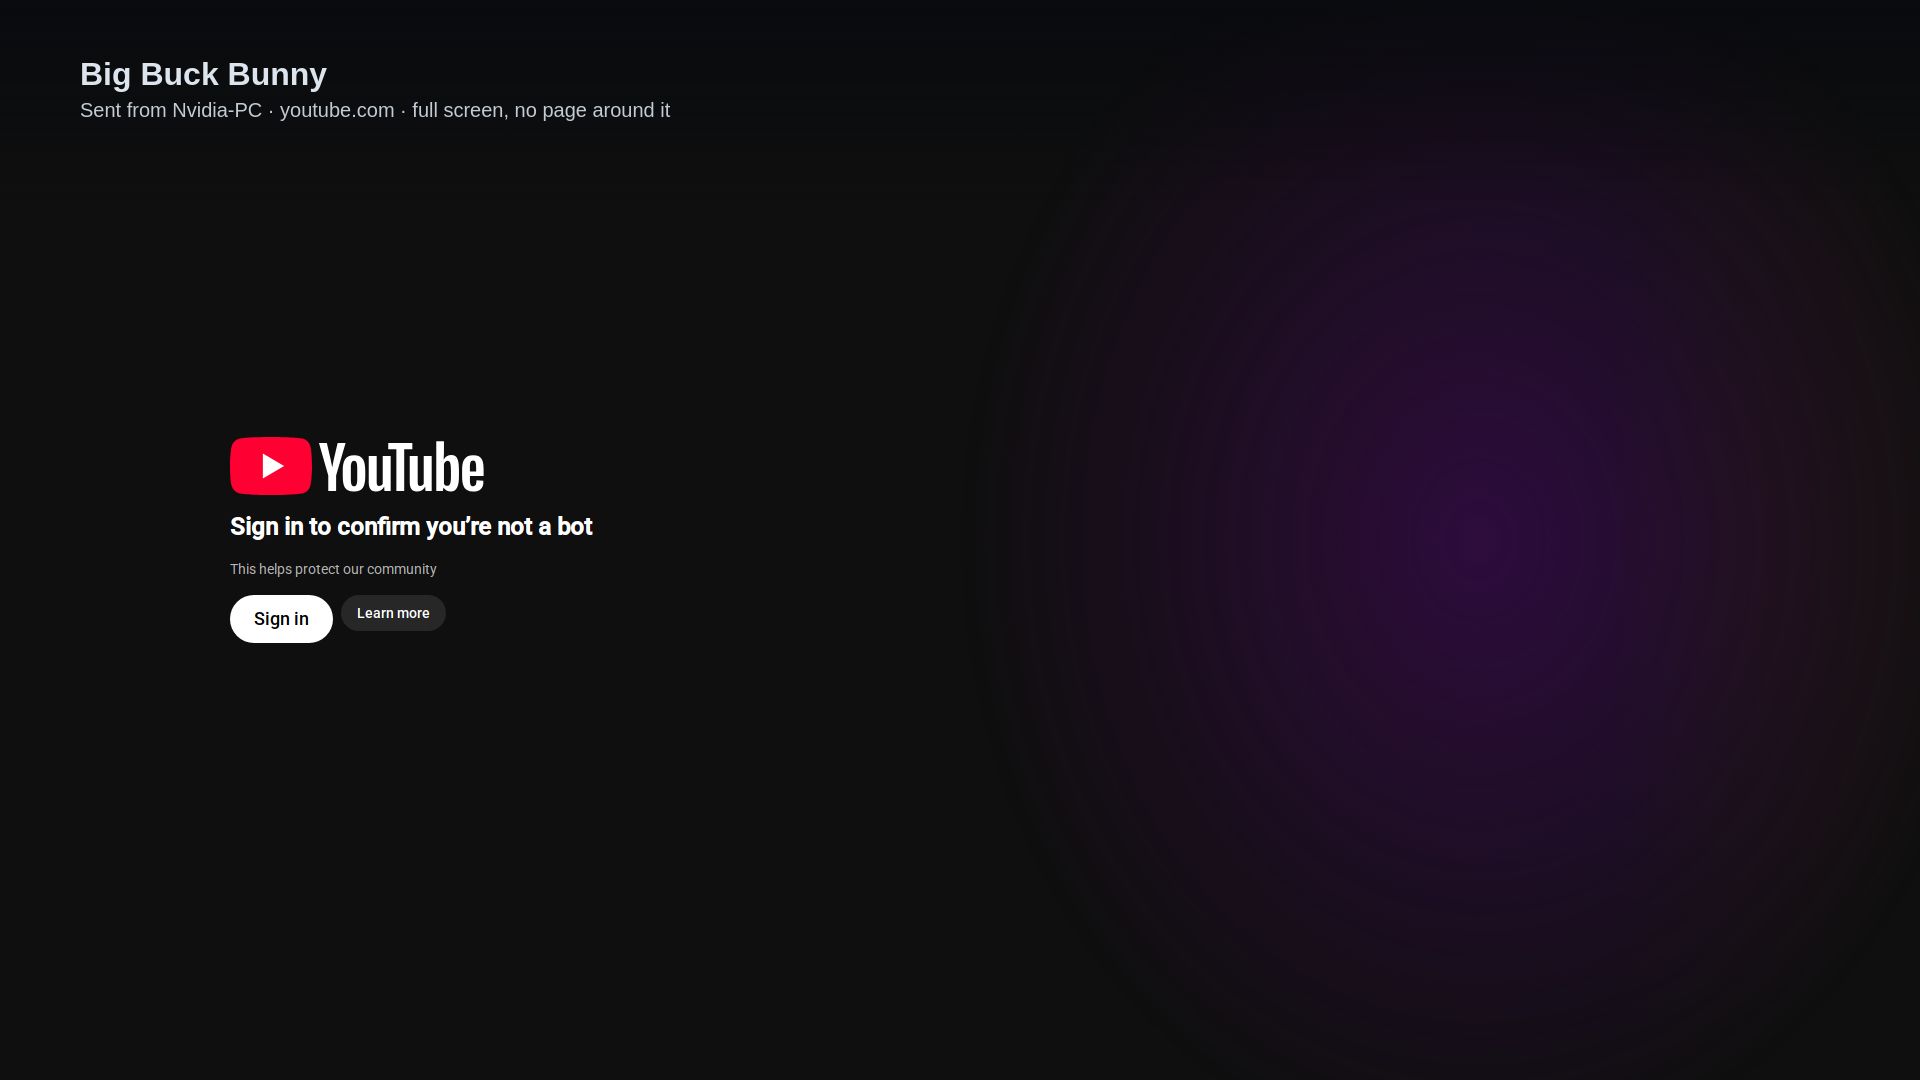 Big Buck Bunny
Sent from Nvidia-PC · youtube.com · full screen, no page around it
YouTube
Sign in to confirm you’re not a bot
This helps protect our community
Sign in
Learn more